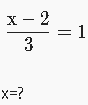 x − 2
3
= 1
x=?